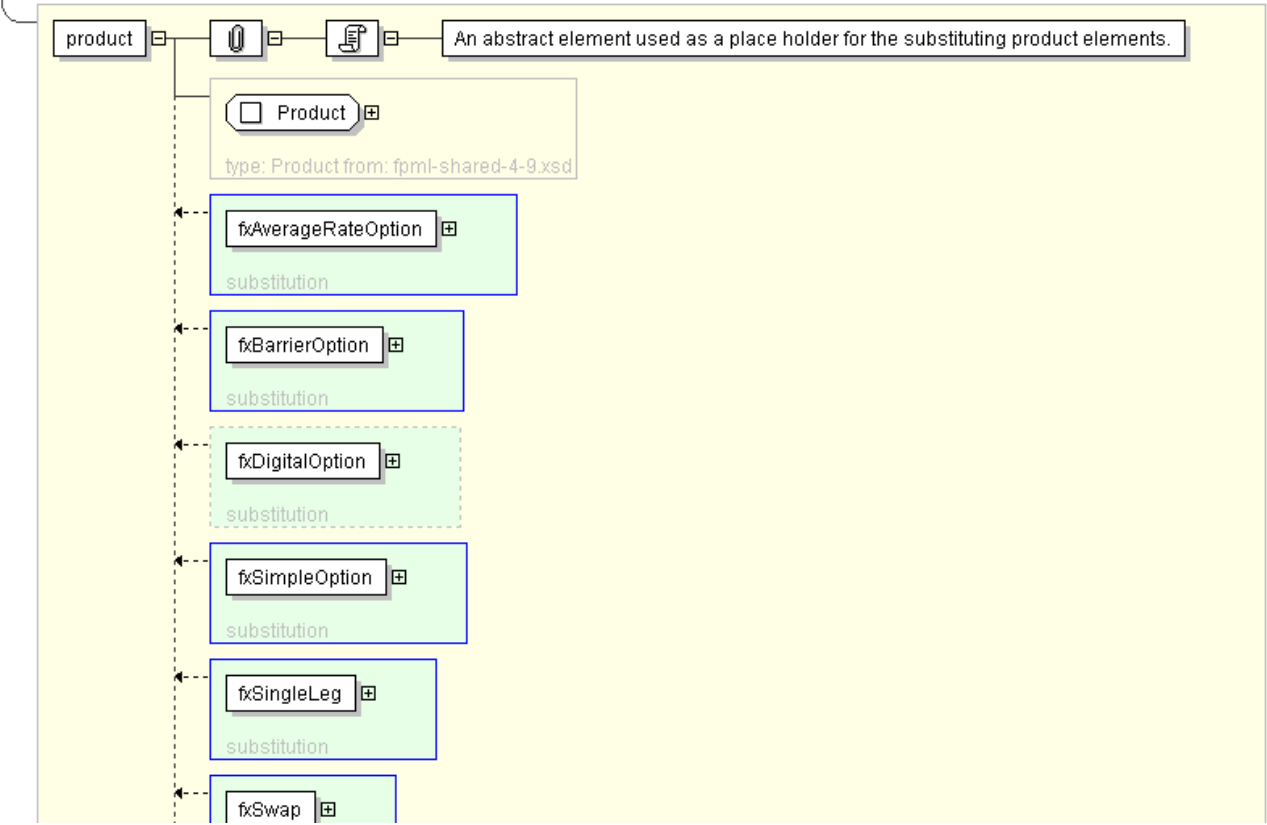 product
An abstract element used as a place holder for the substituting product elements.
Product
type: Product from: fpml-shared-4-9.xsd
fxAverageRateOption
substitution
fxBarrierOption
substitution
fxDigitalOption
substitution
fxSimpleOption
substitution
fxSingleLeg
substitution
fxSwap